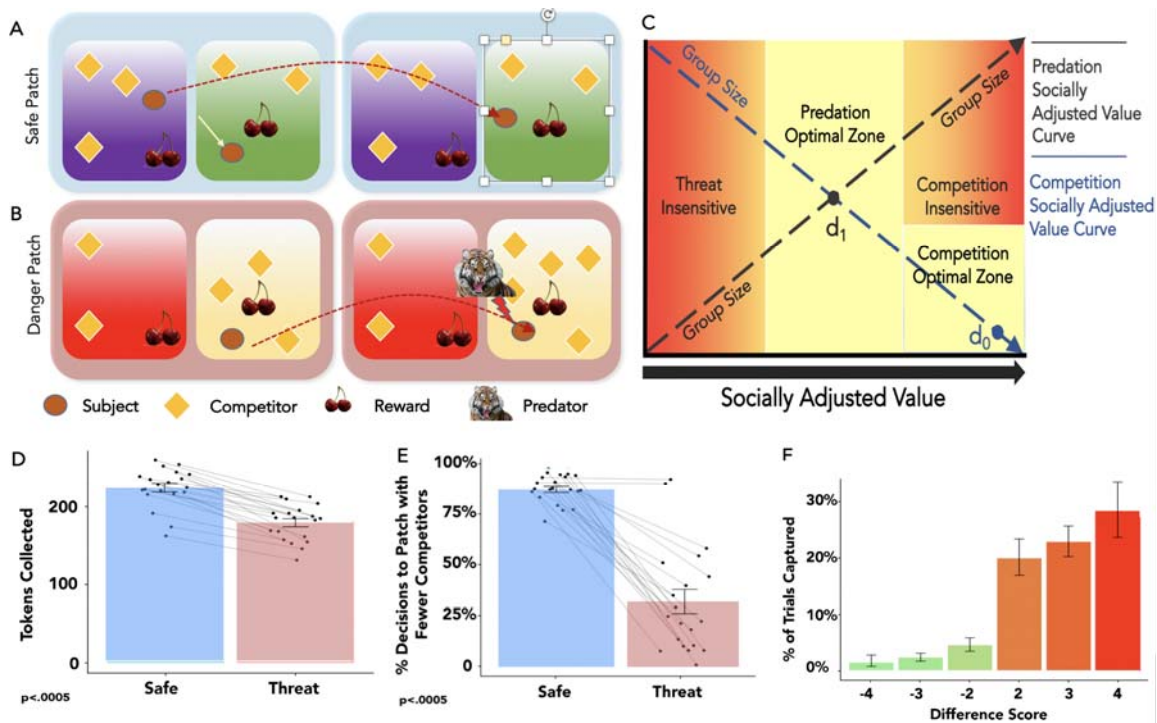 A
Safe Patch
B
Danger Patch
Subject
Competitor
Reward
Predator
C
Group Size
Group Size
Predation
Optimal Zone
Threat
Insensitive
Competition
Insensitive
d1
Group Size
Competition
Optimal Zone
d0
Socially Adjusted Value
Predation
Socially
Adjusted Value
Curve
Competition
Socially Adjusted
Value Curve
D
Tokens Collected
200
100
0
Safe
Threat
p<.0005
E
% Decisions to Patch with
Fewer Competitors
100%
75%
50%
25%
0
Safe
Threat
p<.0005
F
% of Trials Captured
30%
20%
10%
0%
-4
-3
-2
2
3
4
Difference Score